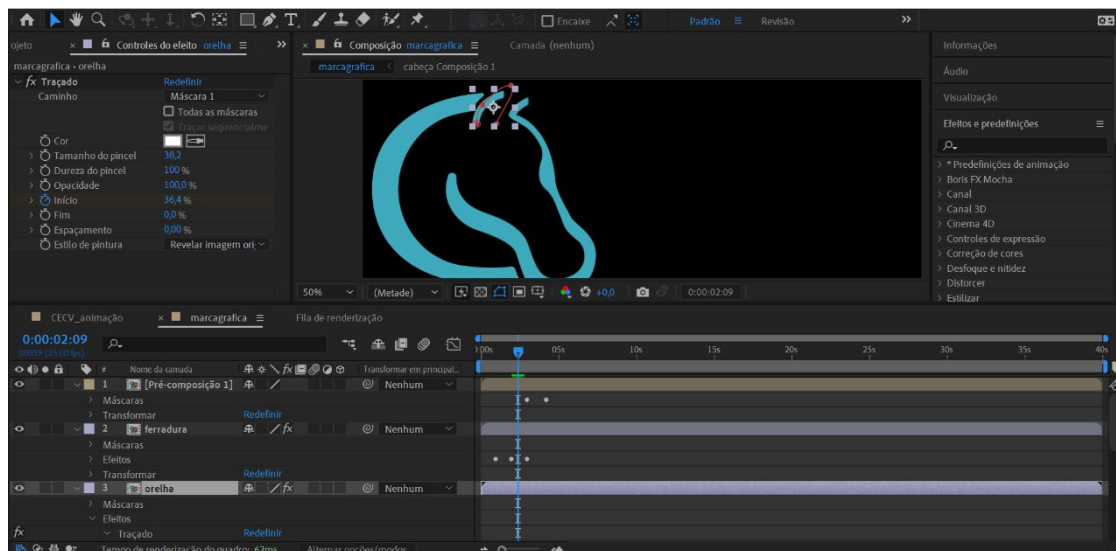 Encaixe
Padrão
Revisão
ojeto
Controles do efeito orelha
Composição marcagrafica
Camada (nenhum)
Informações
marcagrafica • orelha
marcagrafica
cabeça Composição 1
Áudio
fx Traçado
Redefinir
Caminho
Máscara 1
Visualização
Todas as máscaras
Traçar sequencialme
Efeitos e predefinições
Cor
Tamanho do pincel
38,2
* Predefinições de animação
Dureza do pincel
100 %
Boris FX Mocha
Opacidade
100,0 %
Canal
Início
36,4 %
Canal 3D
Fim
0,0 %
Cinema 4D
Espaçamento
0,00 %
Controles de expressão
Estilo de pintura
Revelar imagem ori
Correção de cores
Desfoque e nitidez
Distorcer
50%
(Metade)
+0,0
0:00:02:09
Estilizar
CECV_animação
marcagrafica
Fila de renderização
0:00:02:09
00059 (25.00 fps)
:00s
05s
10s
15s
20s
25s
30s
35s
40s
#
Nome da camada
fx
Transformar em principal...
1
[Pré-composição 1]
Nenhum
Máscaras
Transformar
Redefinir
2
ferradura
fx
Nenhum
Máscaras
Efeitos
Transformar
Redefinir
3
orelha
fx
Nenhum
Máscaras
Efeitos
fx
Traçado
Redefinir
Tempo de renderização do quadro: 62ms
Alternar opções/modos